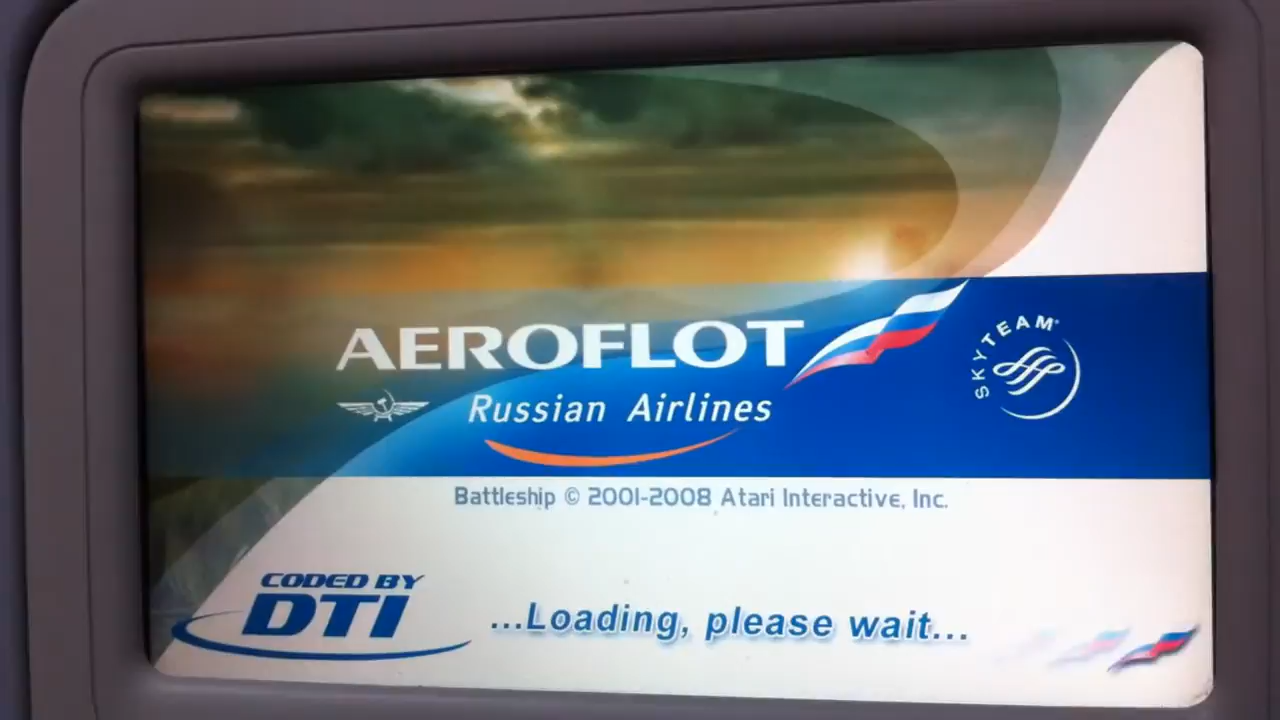 AEROFLOT
Russian Airlines
SKYTEAM
Battleship © 2001-2008 Atari Interactive, Inc.
CODED BY
DTI
...Loading, please wait...